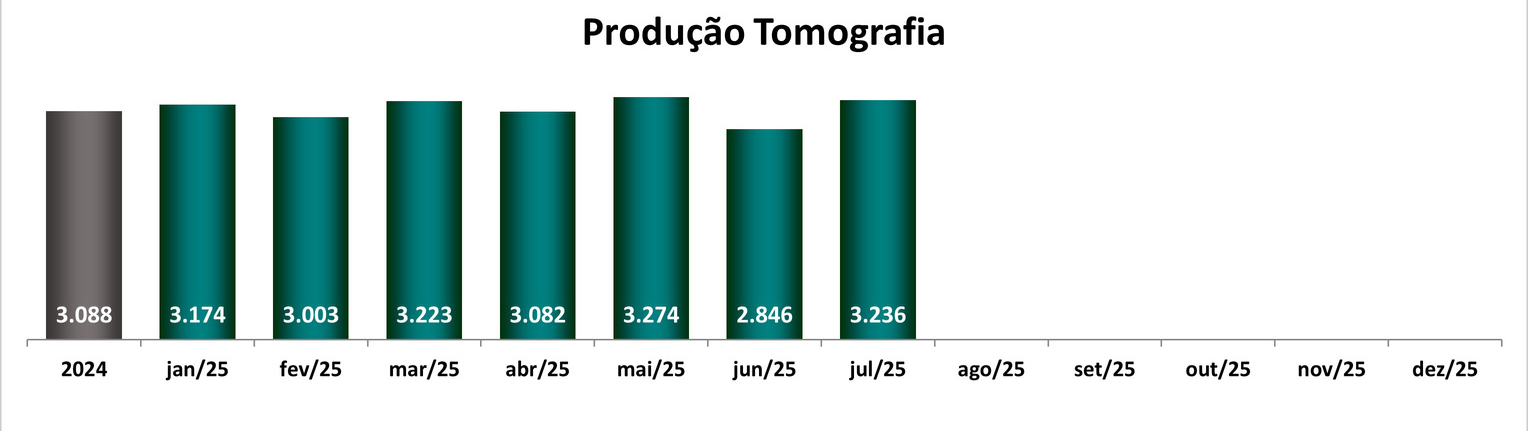 Produção Tomografia
3.088 3.174 3.003 3.223 3.082 3.274 2.846 3.236
2024 jan/25 fev/25 mar/25 abr/25 mai/25 jun/25 jul/25 ago/25 set/25 out/25 nov/25 dez/25